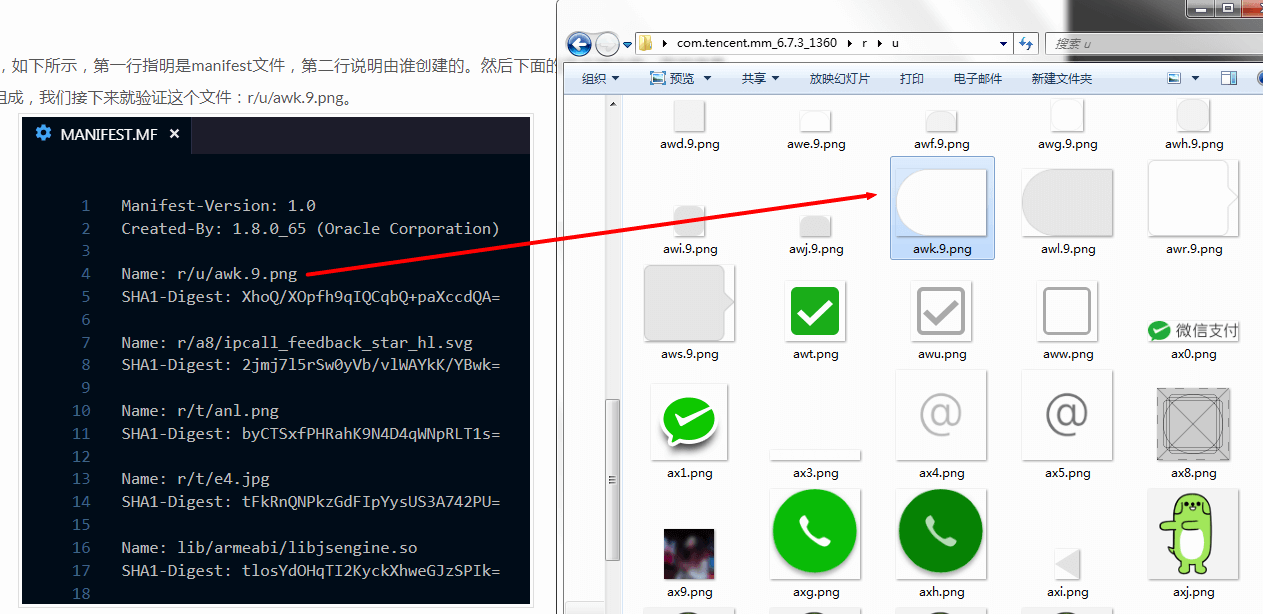 ，如下所示，第一行指明是manifest文件，第二行说明由谁创建的。然后下面的
组成，我们接下来就验证这个文件：r/u/awk.9.png。
MANIFEST.MF ×
1 Manifest-Version: 1.0
2 Created-By: 1.8.0_65 (Oracle Corporation)
3
4 Name: r/u/awk.9.png
5 SHA1-Digest: XhoQ/XOpfh9qIQCqbQ+paXccdQA=
6
7 Name: r/a8/ipcall_feedback_star_hl.svg
8 SHA1-Digest: 2jmj7l5rSw0yVb/vlWAYkK/YBwk=
9
10 Name: r/t/anl.png
11 SHA1-Digest: byCTSxfPHRahK9N4D4qWNpRLT1s=
12
13 Name: r/t/e4.jpg
14 SHA1-Digest: tFkRnQNPkzGdFIpYysUS3A742PU=
15
16 Name: lib/armeabi/libjsengine.so
17 SHA1-Digest: tlosYdOHqTI2KyckXhweGJzSPIk=
18
com.tencent.mm_6.7.3_1360 r u
搜索 u
组织 预览 共享 放映幻灯片 打印 电子邮件 新建文件夹
awd.9.png awe.9.png awf.9.png awg.9.png awh.9.png
awi.9.png awj.9.png awk.9.png awl.9.png awr.9.png
微信支付
aws.9.png awt.png awu.png aww.png ax0.png
@ @
ax1.png ax3.png ax4.png ax5.png ax8.png
ax9.png axg.png axh.png axi.png axj.png